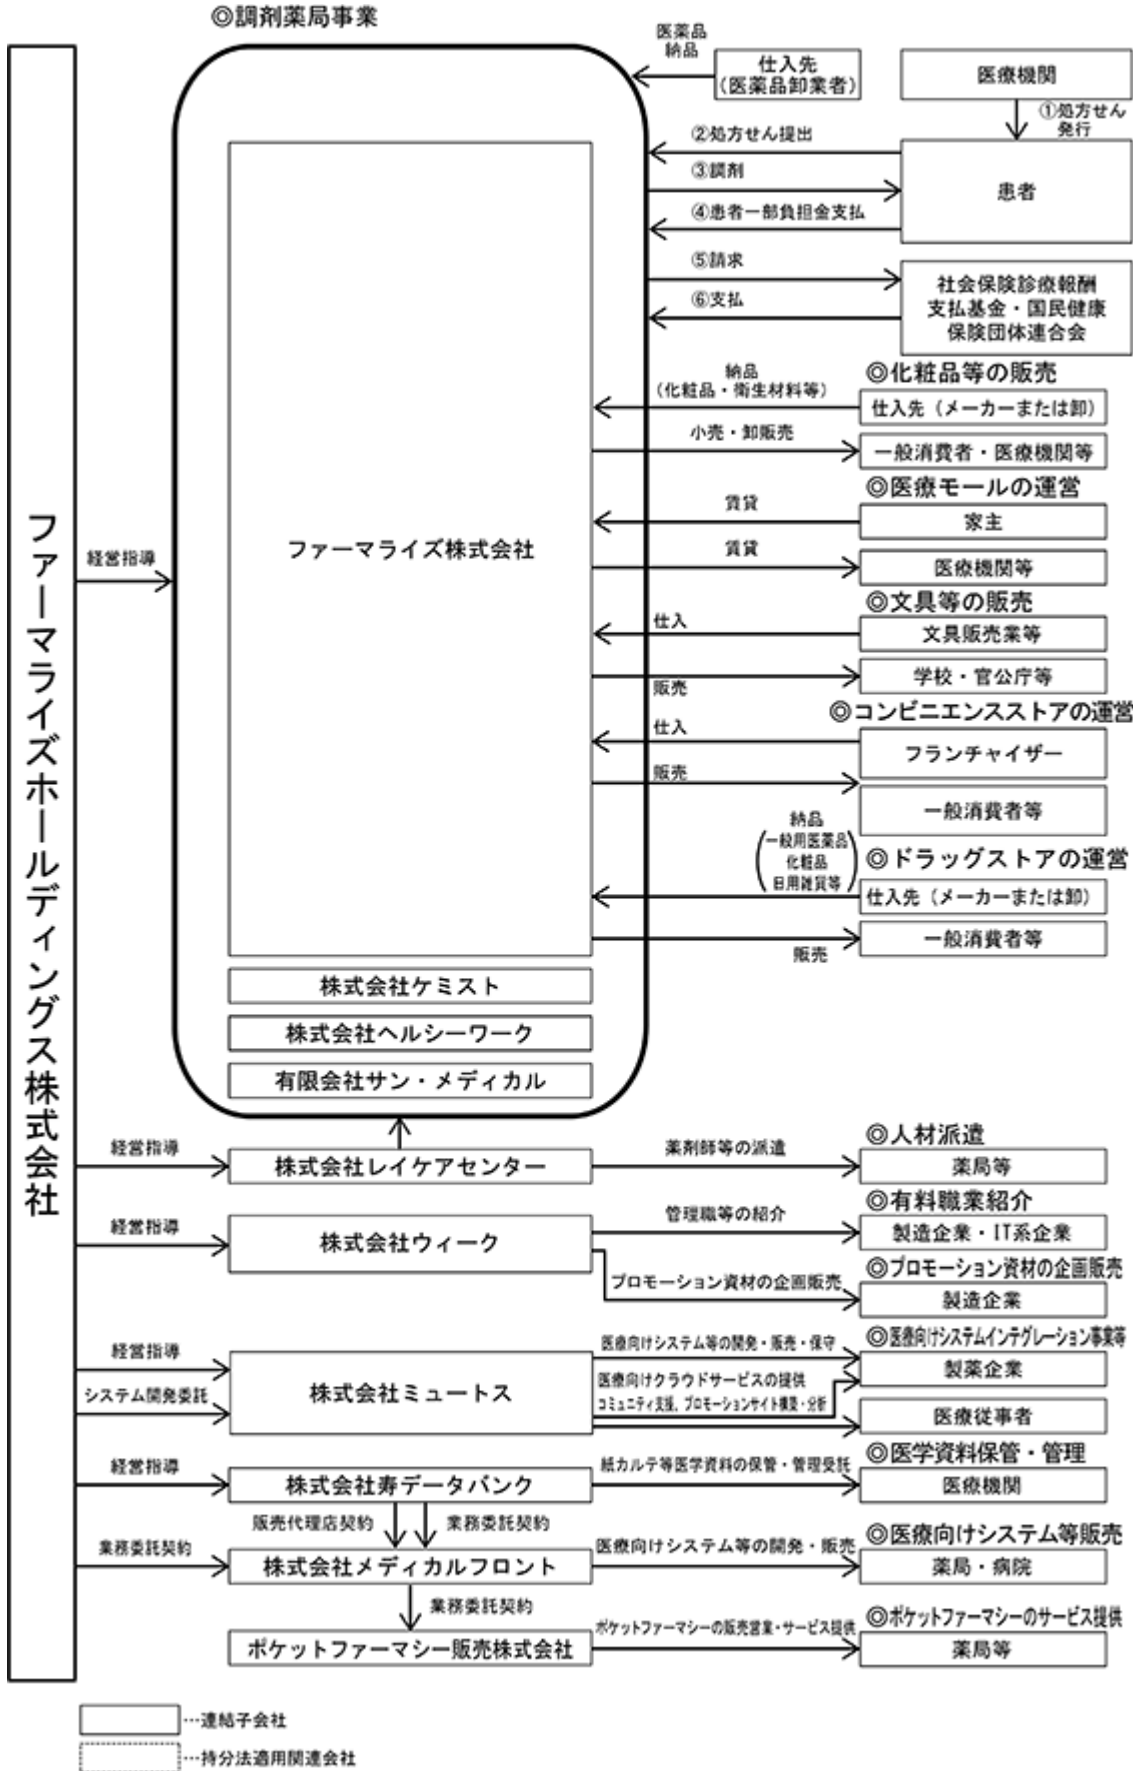 ◎調剤薬局事業
医薬品
納品
仕入先
(医薬品卸業者)
医療機関
①処方せん
発行
②処方せん提出
③調剤
④患者一部負担金支払
患者
⑤請求
⑥支払
社会保険診療報酬
支払基金・国民健康
保険団体連合会
◎化粧品等の販売
納品
(化粧品・衛生材料等)
仕入先(メーカーまたは卸)
小売・卸販売
一般消費者・医療機関等
◎医療モールの運営
賃貸
家主
賃貸
医療機関等
ファーマライズ株式会社
ファーマライズホールディングス株式会社
経営指導
◎文具等の販売
仕入
文具販売業等
販売
学校・官公庁等
◎コンビニエンスストアの運営
仕入
フランチャイザー
販売
一般消費者等
◎ドラッグストアの運営
納品
(一般用医薬品
化粧品
日用雑貨等)
仕入先(メーカーまたは卸)
販売
一般消費者等
株式会社ケミスト
株式会社ヘルシーワーク
有限会社サン・メディカル
経営指導
株式会社レイケアセンター
薬剤師等の派遣
◎人材派遣
薬局等
経営指導
株式会社ウィーク
管理職等の紹介
◎有料職業紹介
製造企業・IT系企業
プロモーション資材の企画販売
◎プロモーション資材の企画販売
製造企業
経営指導
システム開発委託
株式会社ミュートス
医療向けシステム等の開発・販売・保守
医療向けクラウドサービスの提供
コミュニティ支援、プロモーションサイト構築・分析
◎医療向けシステムインテグレーション事業等
製薬企業
医療従事者
経営指導
株式会社寿データバンク
紙カルテ等医学資料の保管・管理受託
◎医学資料保管・管理
医療機関
販売代理店契約
業務委託契約
業務委託契約
株式会社メディカルフロント
医療向けシステム等の開発・販売
◎医療向けシステム等販売
薬局・病院
業務委託契約
ポケットファーマシー販売株式会社
ポケットファーマシーの販売営業・サービス提供
◎ポケットファーマシーのサービス提供
薬局等
…連結子会社
…持分法適用関連会社